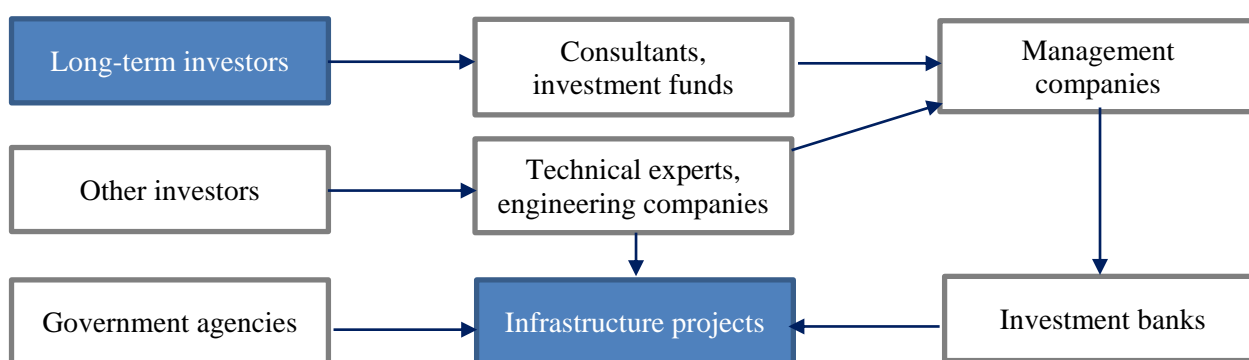 Long-term investors
Consultants,
investment funds
Management
companies
Other investors
Technical experts,
engineering companies
Government agencies
Infrastructure projects
Investment banks